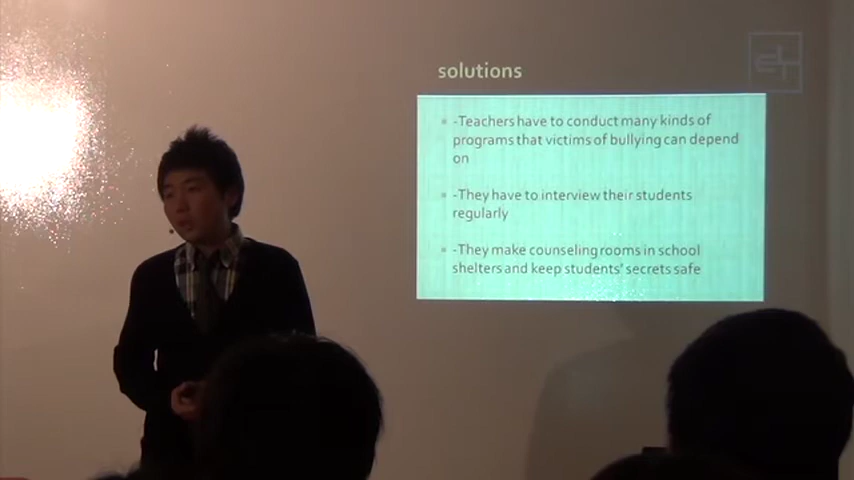 solutions
-Teachers have to conduct many kinds of
programs that victims of bullying can depend
on
-They have to interview their students
regularly
-They make counseling rooms in school
shelters and keep students' secrets safe